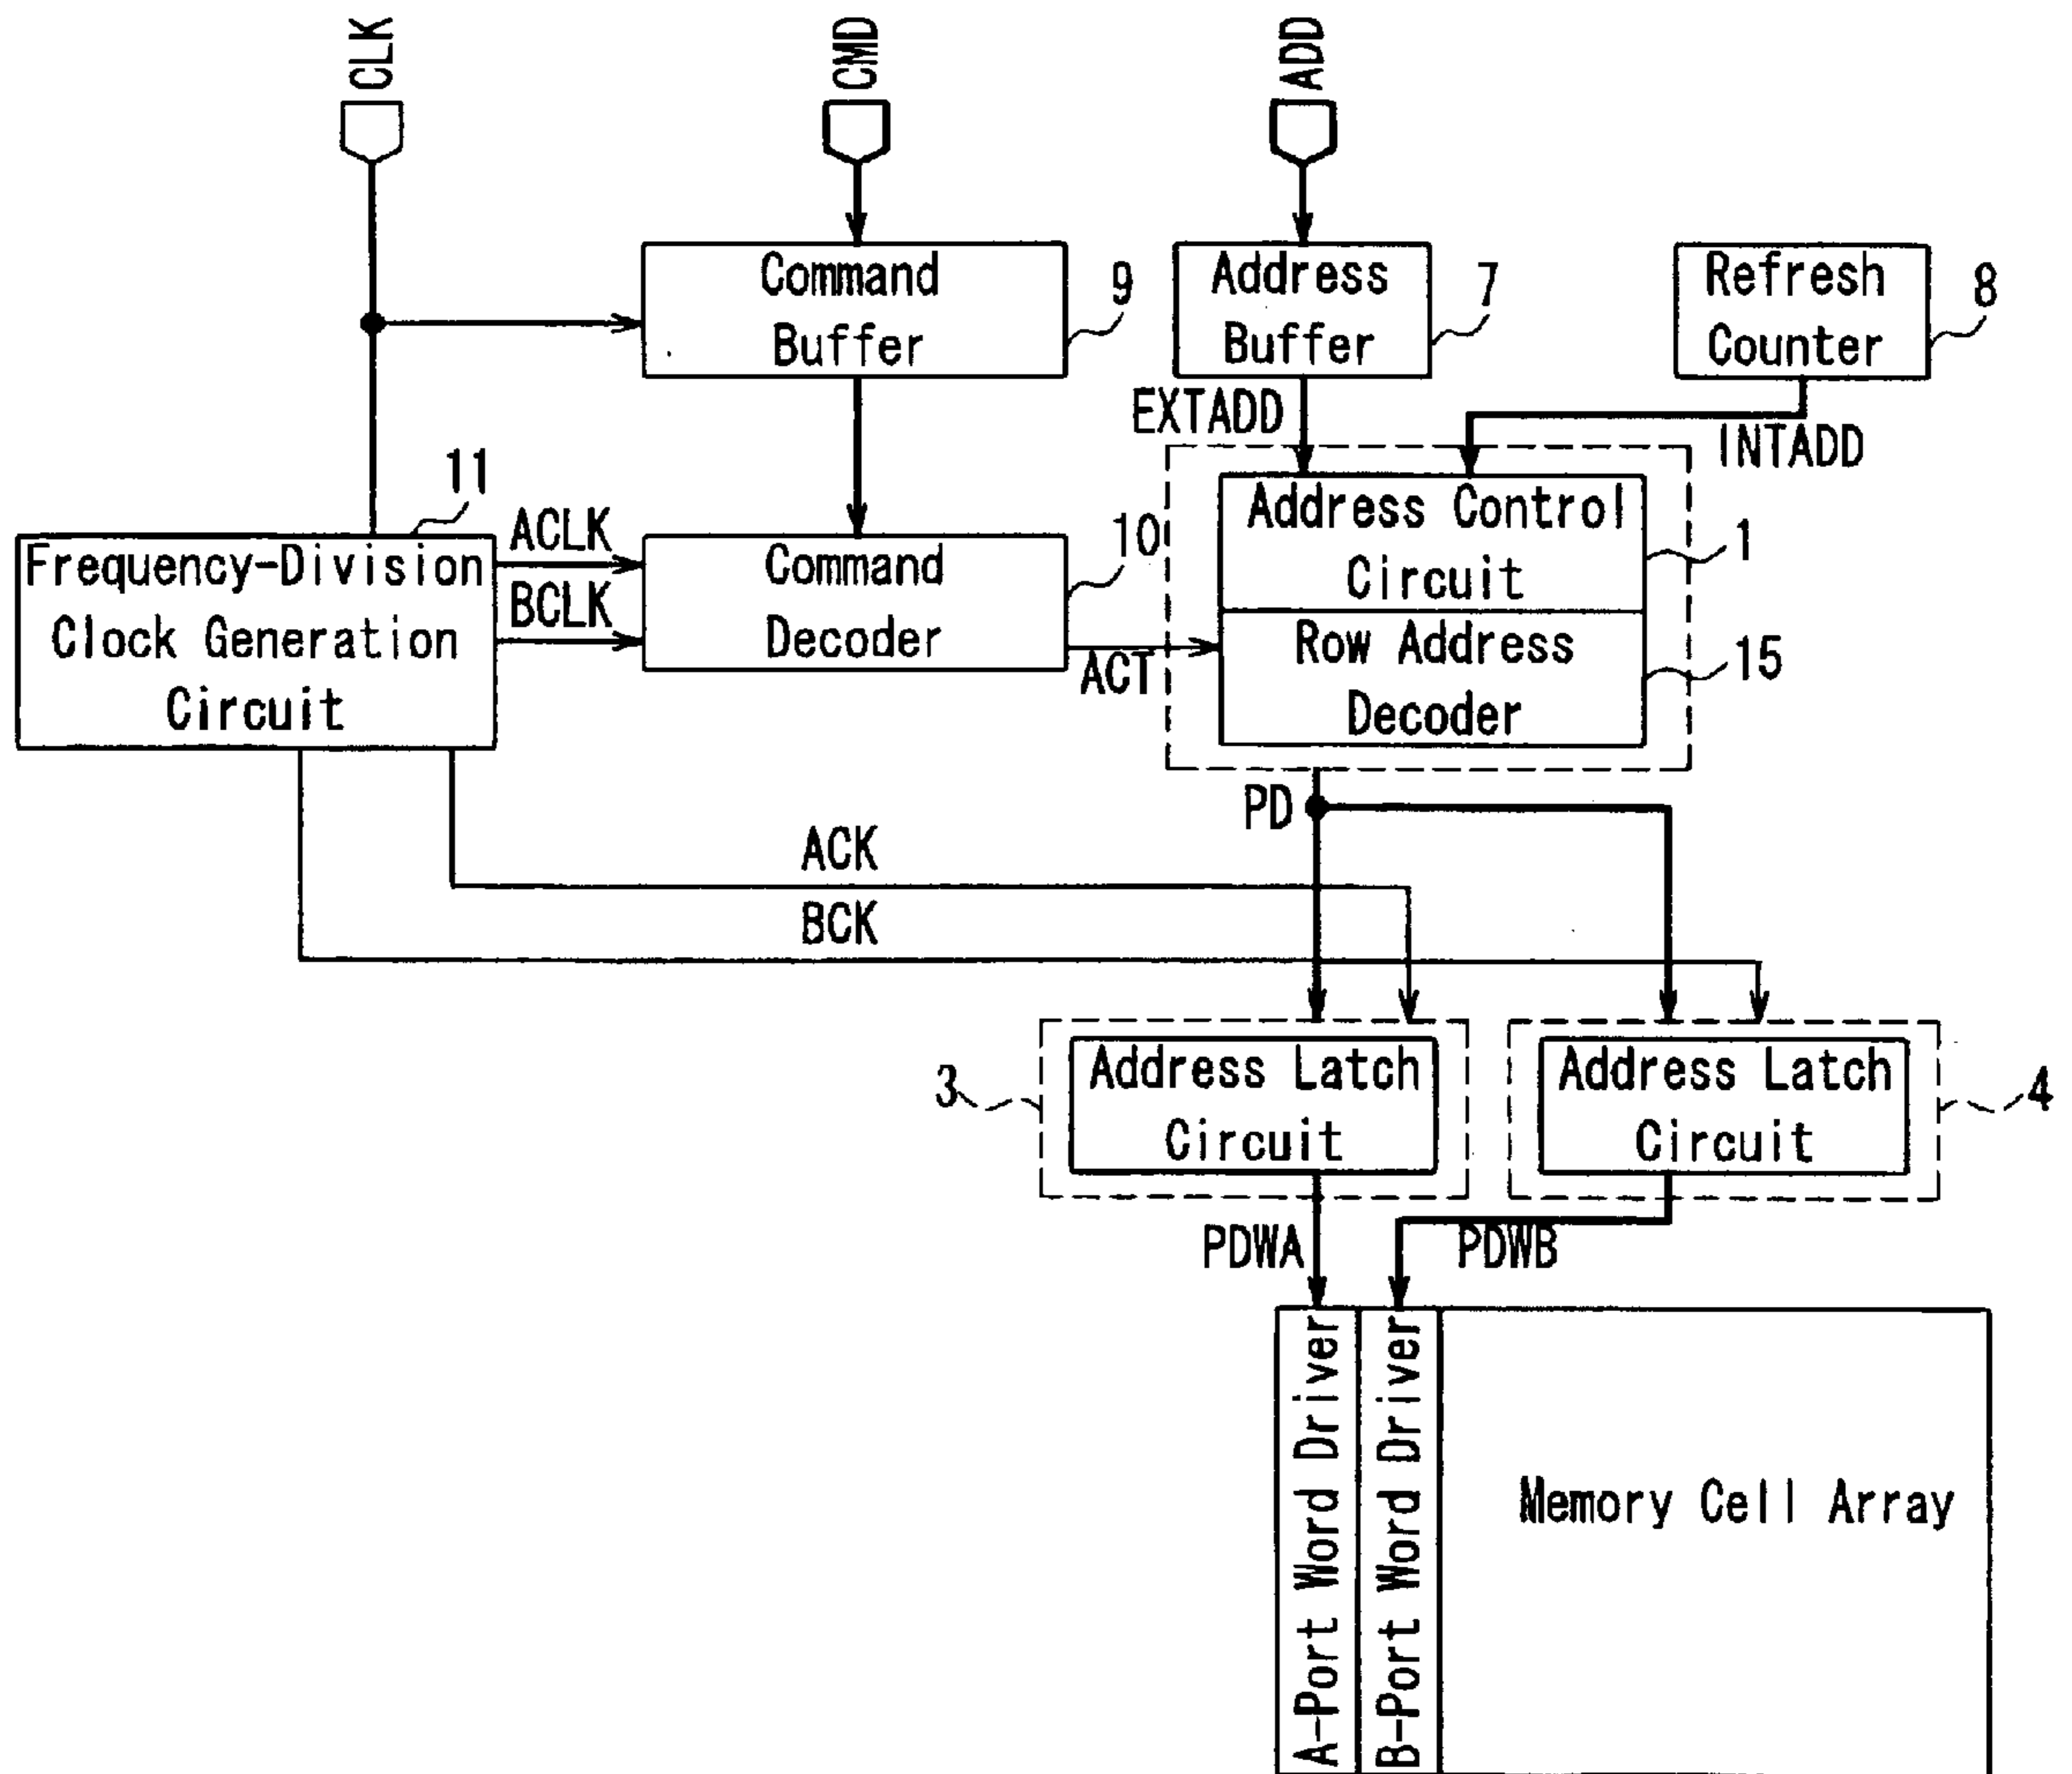 CLK
CMD
ADD
Command
Buffer
9
Address
Buffer
7
Refresh
Counter
8
EXTADD
INTADD
11
Frequency-Division
Clock Generation
Circuit
ACLK
BCLK
Command
Decoder
10
ACT
Address Control
Circuit
1
Row Address
Decoder
15
PD
ACK
BCK
3
Address Latch
Circuit
Address Latch
Circuit
4
PDWA
PDWB
A-Port Word Driver
B-Port Word Driver
Memory Cell Array